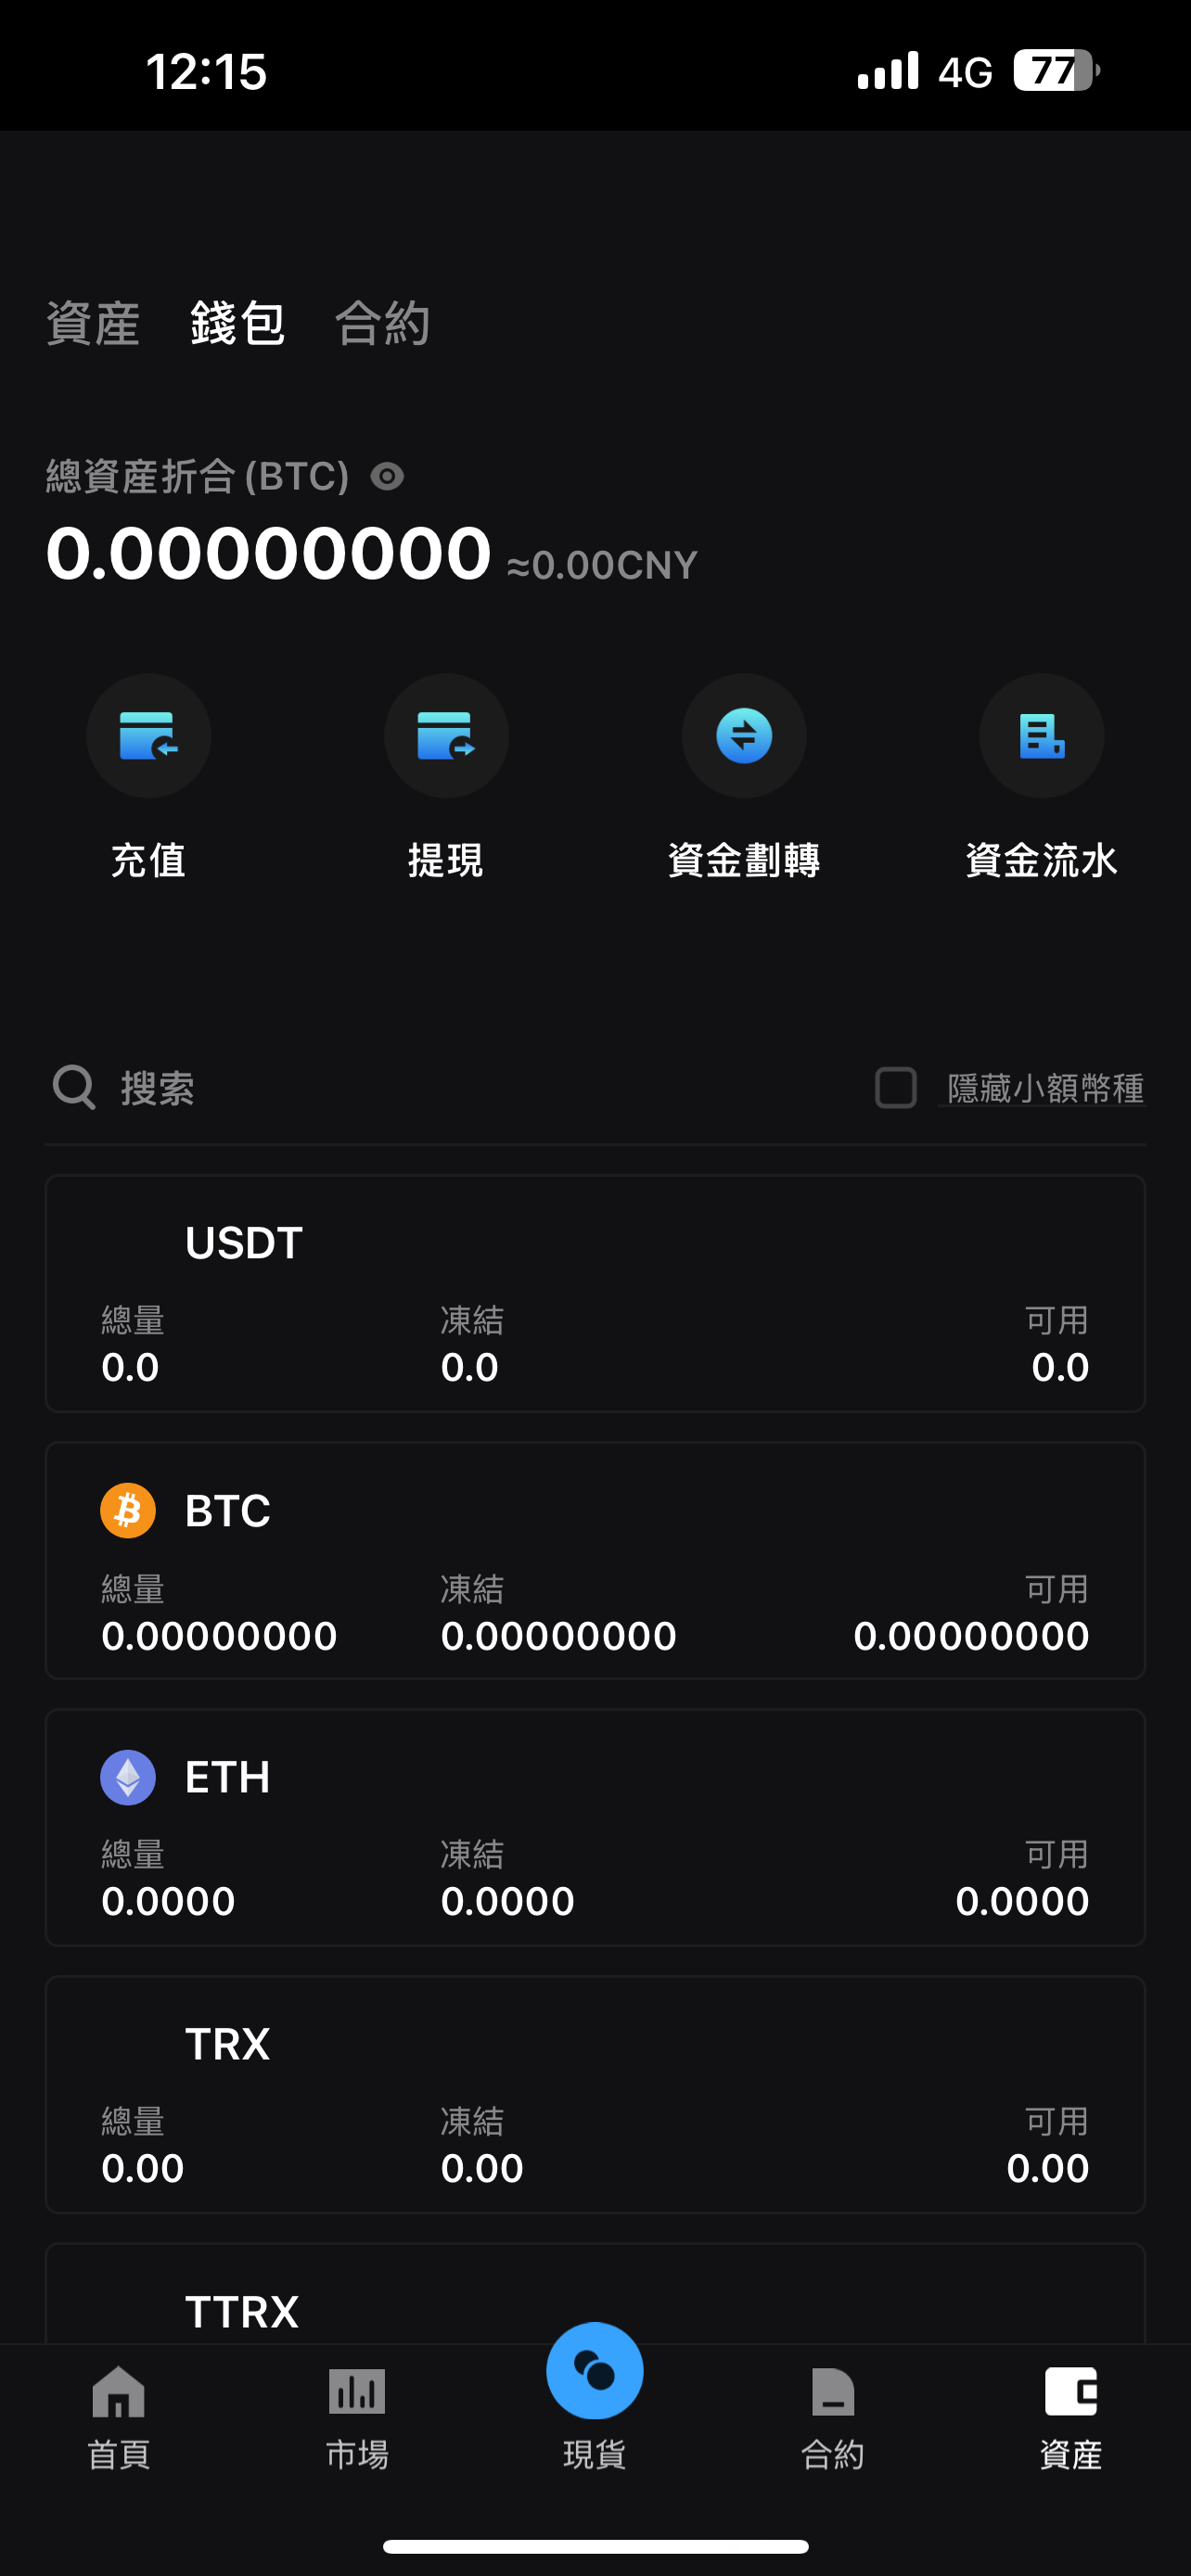 12:15 4G 77
資産 錢包 合約
總資産折合 (BTC)
0.00000000 ≈0.00CNY
充值 提現 資金劃轉 資金流水
搜索 隱藏小額幣種
USDT
總量 凍結 可用
0.0 0.0 0.0
BTC
總量 凍結 可用
0.00000000 0.00000000 0.00000000
ETH
總量 凍結 可用
0.0000 0.0000 0.0000
TRX
總量 凍結 可用
0.00 0.00 0.00
TTRX
首頁 市場 現貨 合約 資産